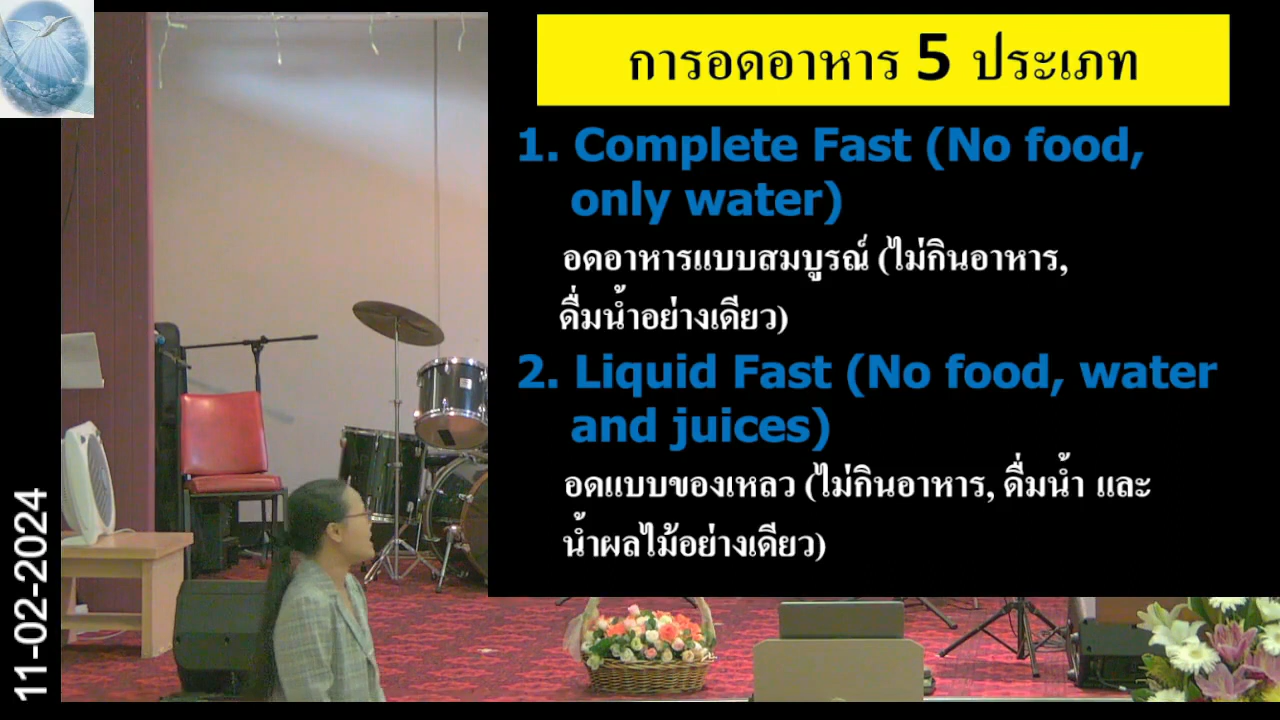 การอดอาหาร 5 ประเภท
1. Complete Fast (No food,
only water)
อดอาหารแบบสมบูรณ์ (ไม่กินอาหาร,
ดื่มน้ำอย่างเดียว)
2. Liquid Fast (No food, water
and juices)
อดแบบของเหลว (ไม่กินอาหาร, ดื่มน้ำ และ
น้ำผลไม้อย่างเดียว)
11-02-2024